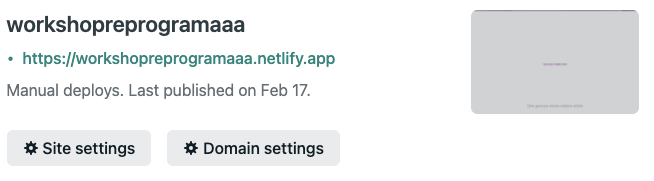 workshopreprogramaaa
• https://workshopreprogramaaa.netlify.app
Manual deploys. Last published on Feb 17.
Site settings
Domain settings